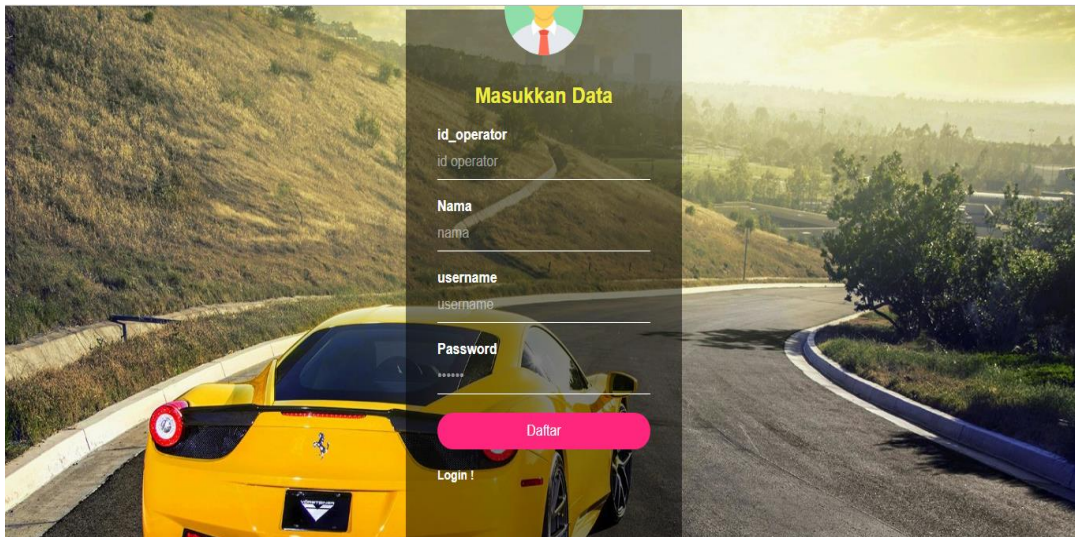 Masukkan Data
id_operator
id operator
Nama
nama
username
username
Password
••••••
Daftar
Login !